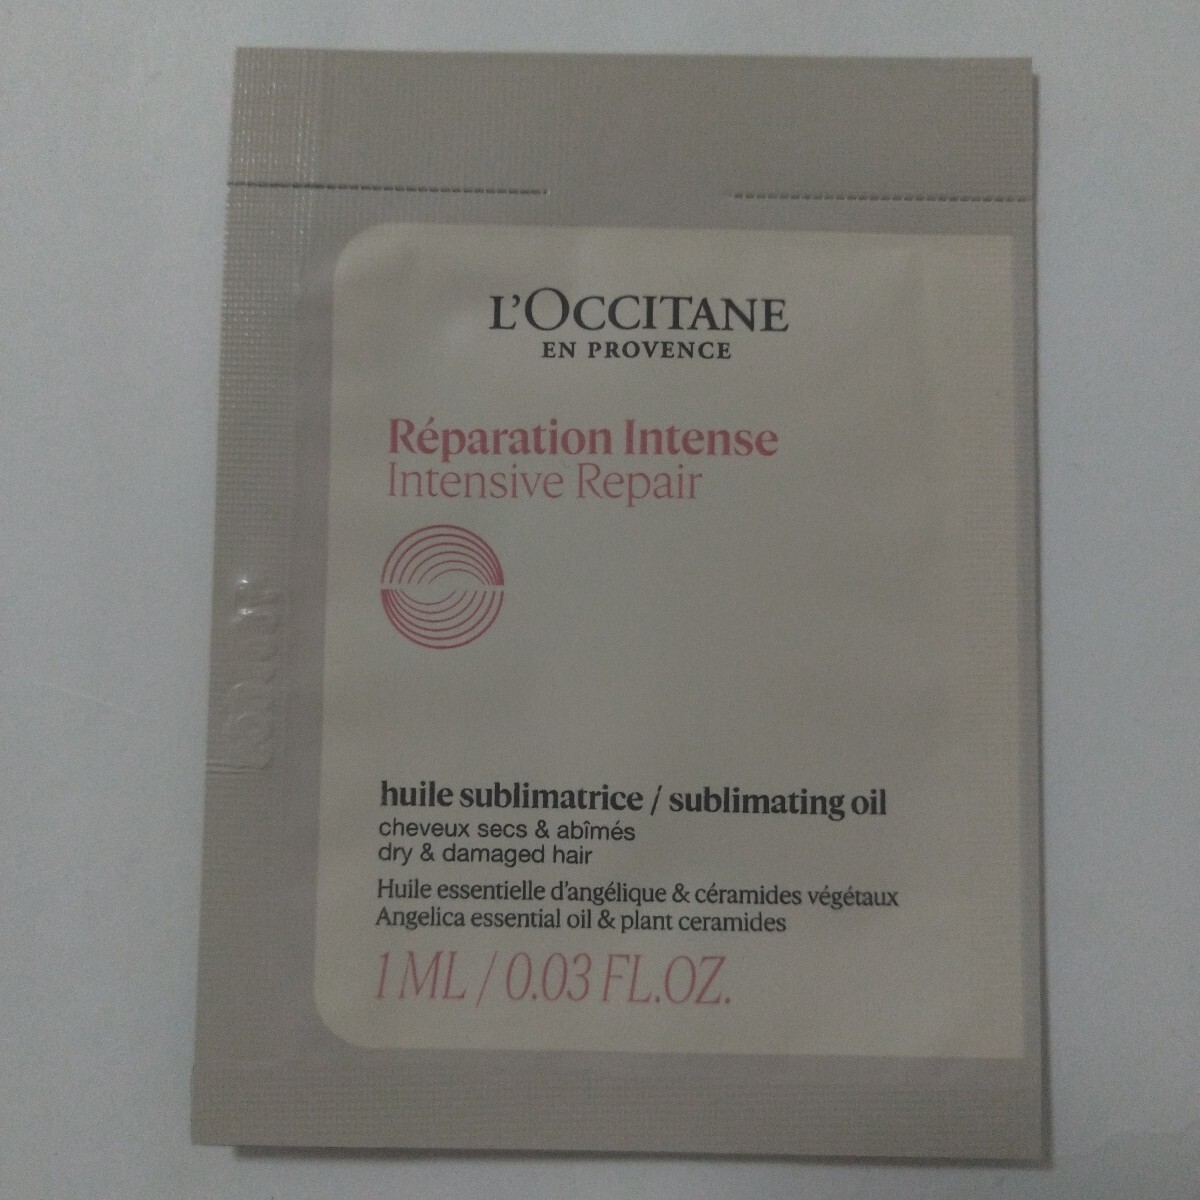 L'OCCITANE
EN PROVENCE
Réparation Intense
Intensive Repair
huile sublimatrice / sublimating oil
cheveux secs & abîmés
dry & damaged hair
Huile essentielle d'angélique & céramides végétaux
Angelica essential oil & plant ceramides
1 ML / 0.03 FL.OZ.